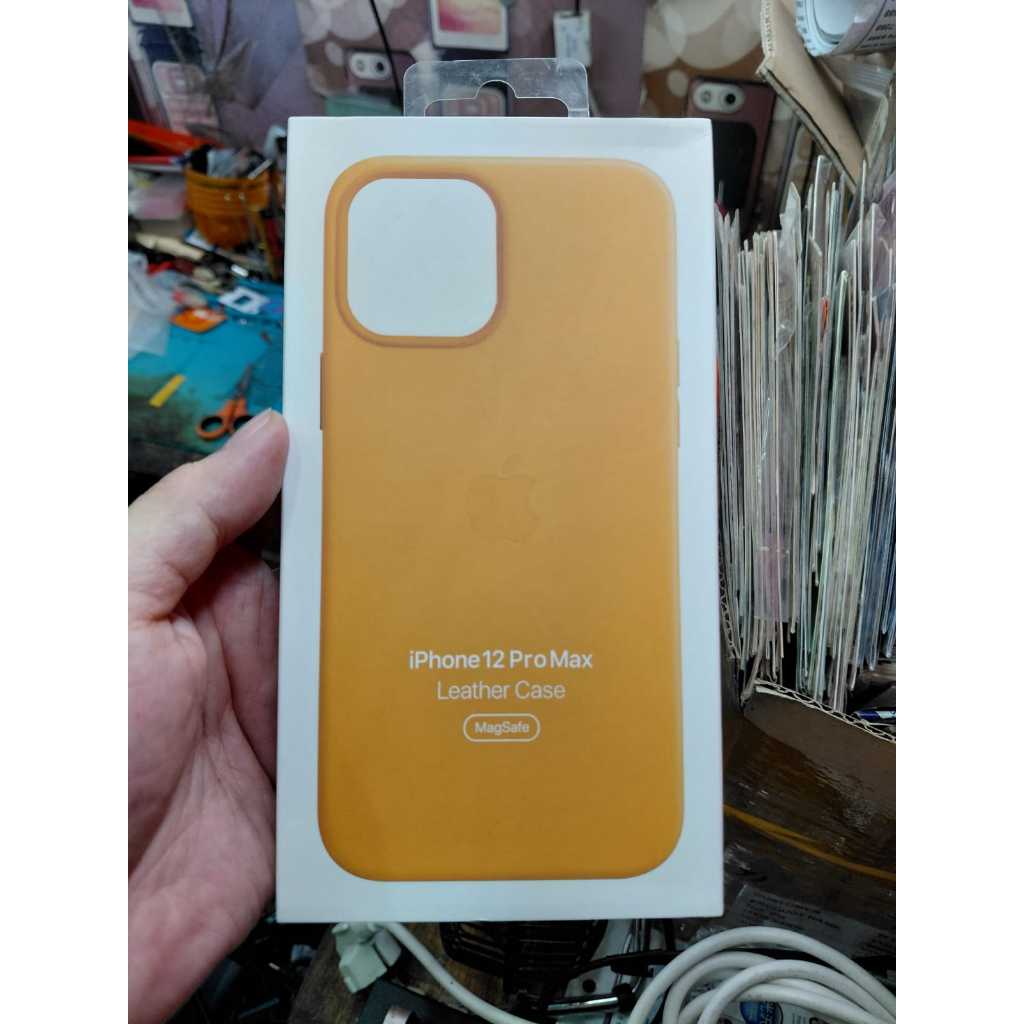 iPhone 12 Pro Max
Leather Case
MagSafe